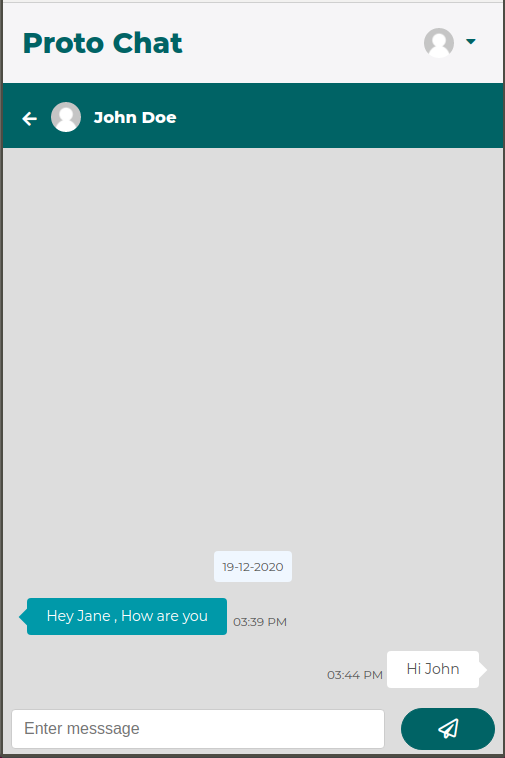 Proto Chat
John Doe
19-12-2020
Hey Jane , How are you
03:39 PM
03:44 PM
Hi John
Enter messsage